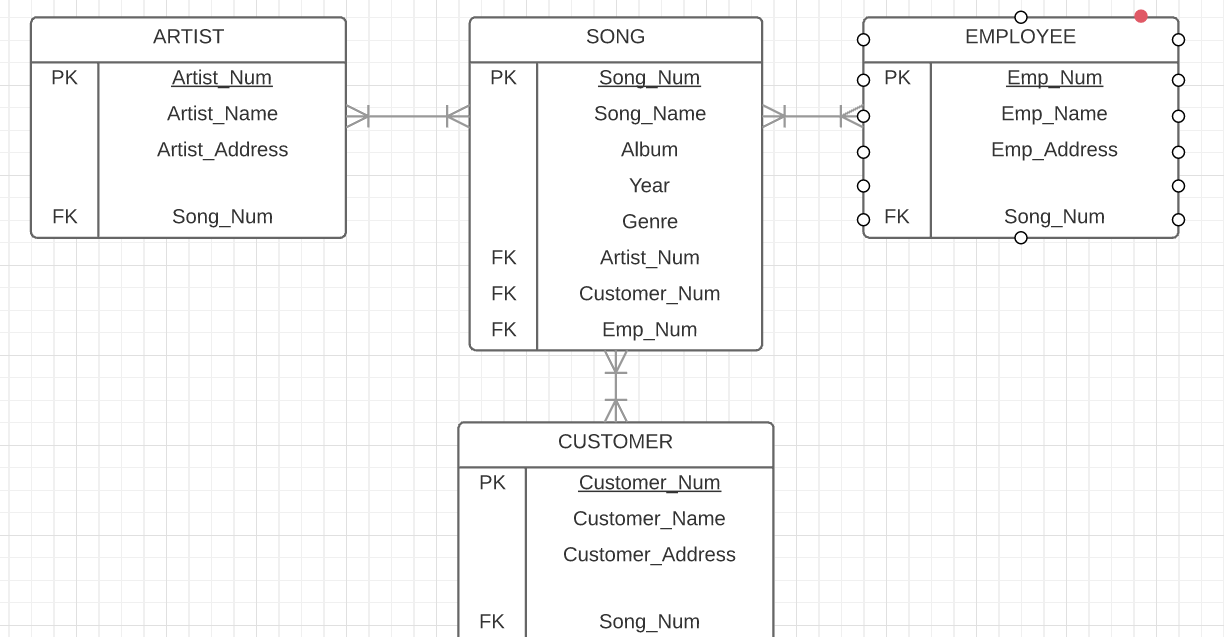 ARTIST
PK Artist_Num
Artist_Name
Artist_Address
FK Song_Num
SONG
PK Song_Num
Song_Name
Album
Year
Genre
FK Artist_Num
FK Customer_Num
FK Emp_Num
EMPLOYEE
PK Emp_Num
Emp_Name
Emp_Address
FK Song_Num
CUSTOMER
PK Customer_Num
Customer_Name
Customer_Address
FK Song_Num